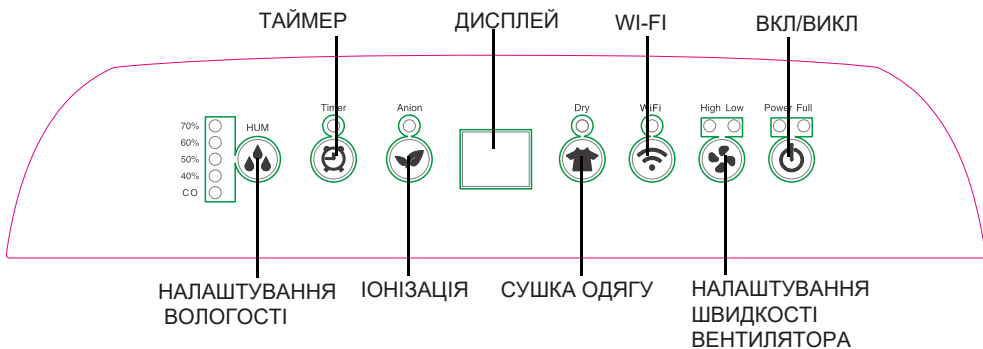 ТАЙМЕР
ДИСПЛЕЙ
WI-FI
ВКЛ/ВИКЛ
Timer
Anion
Dry
WiFi
High Low
Power Full
HUM
70%
60%
50%
40%
CO
НАЛАШТУВАННЯ
ВОЛОГОСТІ
ІОНІЗАЦІЯ
СУШКА ОДЯГУ
НАЛАШТУВАННЯ
ШВИДКОСТІ
ВЕНТИЛЯТОРА